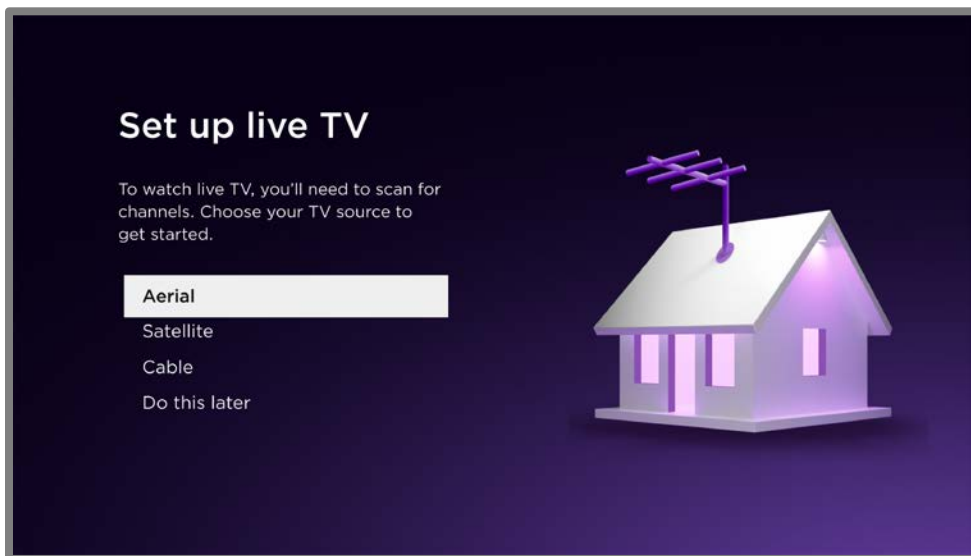 Set up live TV
To watch live TV, you'll need to scan for
channels. Choose your TV source to
get started.
Aerial
Satellite
Cable
Do this later